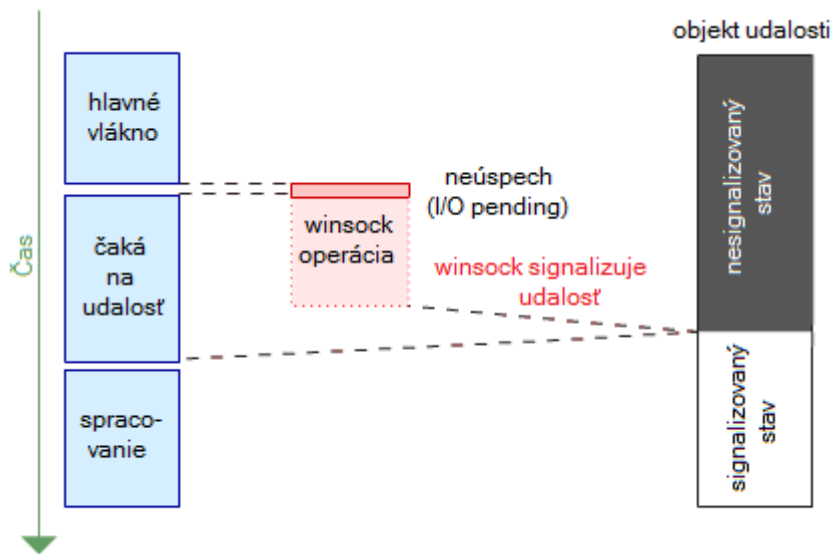 objekt udalosti
hlavné
vlákno
neúspech
(I/O pending)
winsock
operácia
čaká
na
udalosť
winsock signalizuje
udalosť
nesignalizovaný
stav
Čas
spraco-
vanie
signalizovaný
stav